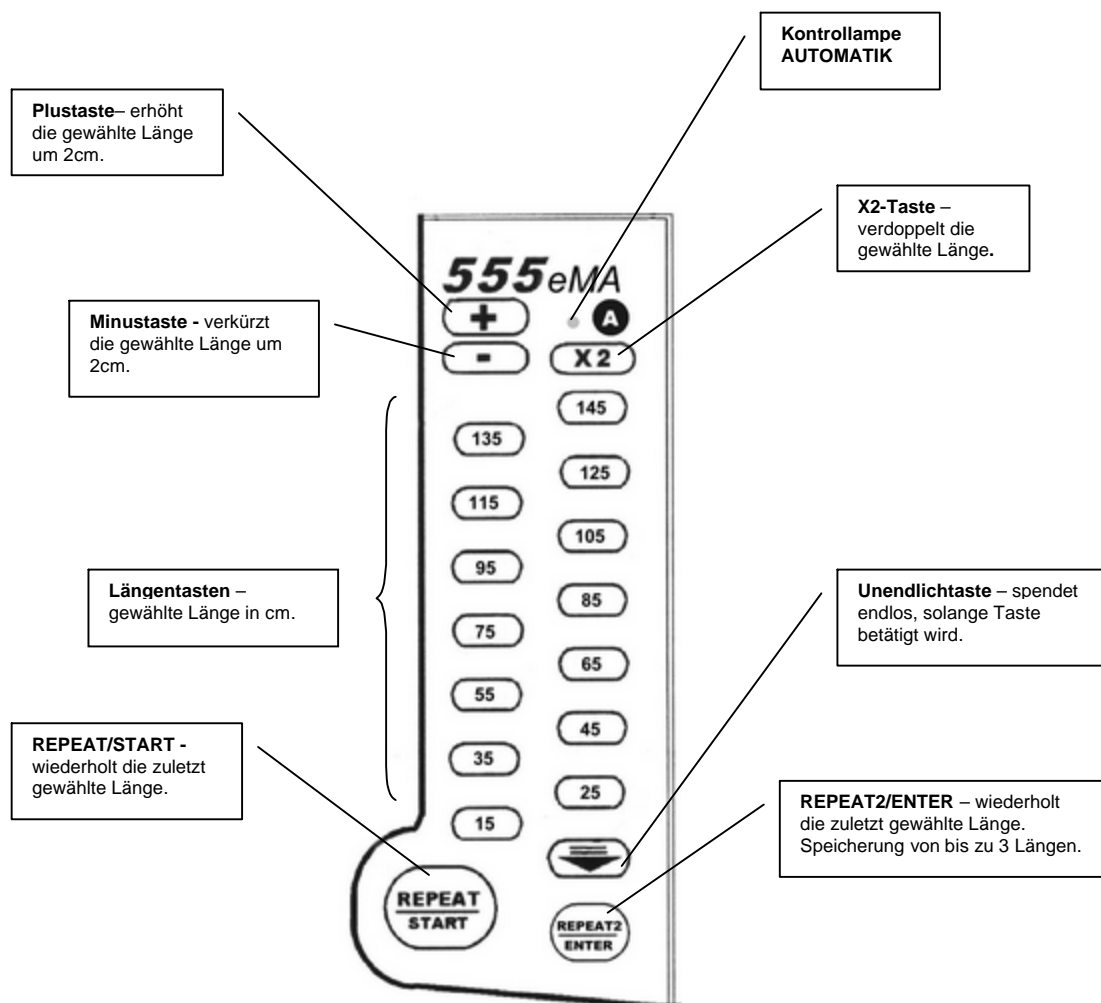 Kontrollampe
AUTOMATIK
Plustaste– erhöht
die gewählte Länge
um 2cm.
X2-Taste –
verdoppelt die
gewählte Länge.
Minustaste - verkürzt
die gewählte Länge um
2cm.
555eMA
+
A
-
X2
145
135
125
115
105
95
85
75
65
55
45
35
25
15
Längentasten –
gewählte Länge in cm.
Unendlichtaste – spendet
endlos, solange Taste
betätigt wird.
REPEAT/START -
wiederholt die zuletzt
gewählte Länge.
REPEAT2/ENTER – wiederholt
die zuletzt gewählte Länge.
Speicherung von bis zu 3 Längen.
REPEAT
START
REPEAT2
ENTER